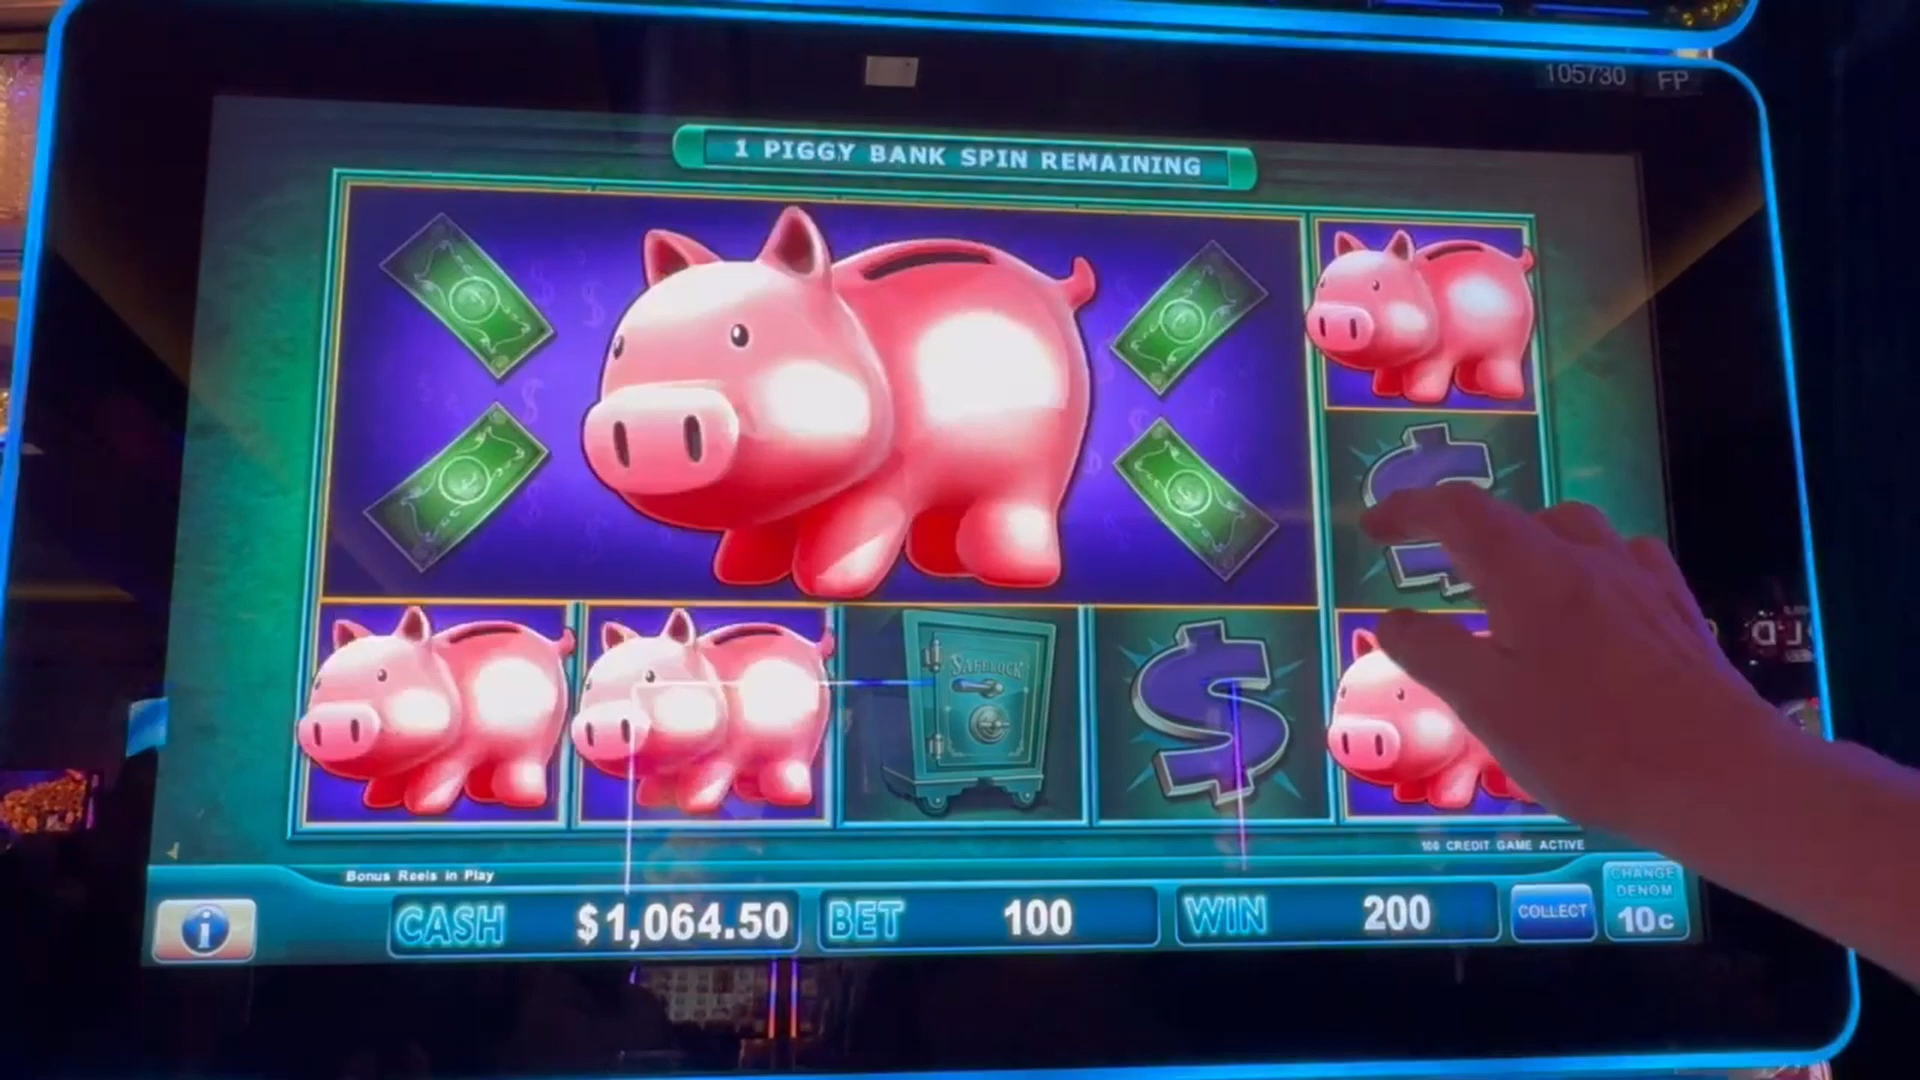 105730 FP
1 PIGGY BANK SPIN REMAINING
SAFELOCK
100 CREDIT GAME ACTIVE
Bonus Reels in Play
CASH $1,064.50 BET 100 WIN 200 COLLECT
CHANGE
DENOM
10¢